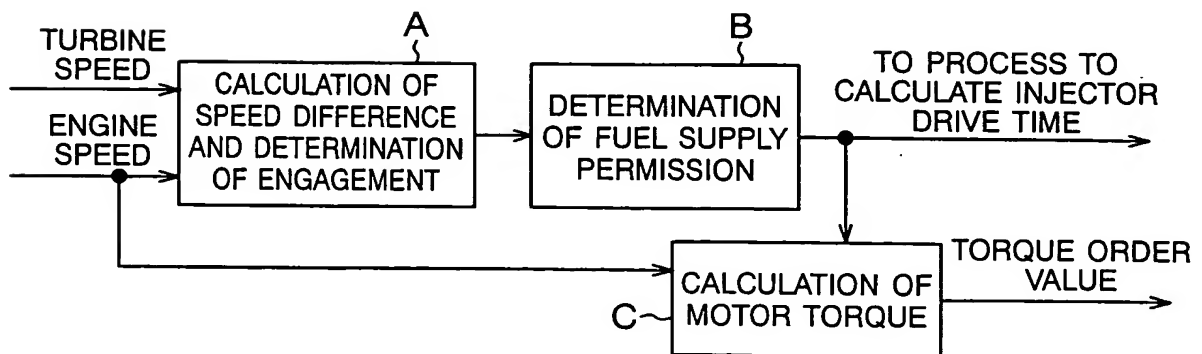 A
B
TURBINE
SPEED
CALCULATION OF
SPEED DIFFERENCE
AND DETERMINATION
OF ENGAGEMENT
DETERMINATION
OF FUEL SUPPLY
PERMISSION
TO PROCESS TO
CALCULATE INJECTOR
DRIVE TIME
ENGINE
SPEED
CALCULATION OF
MOTOR TORQUE
C
TORQUE ORDER
VALUE